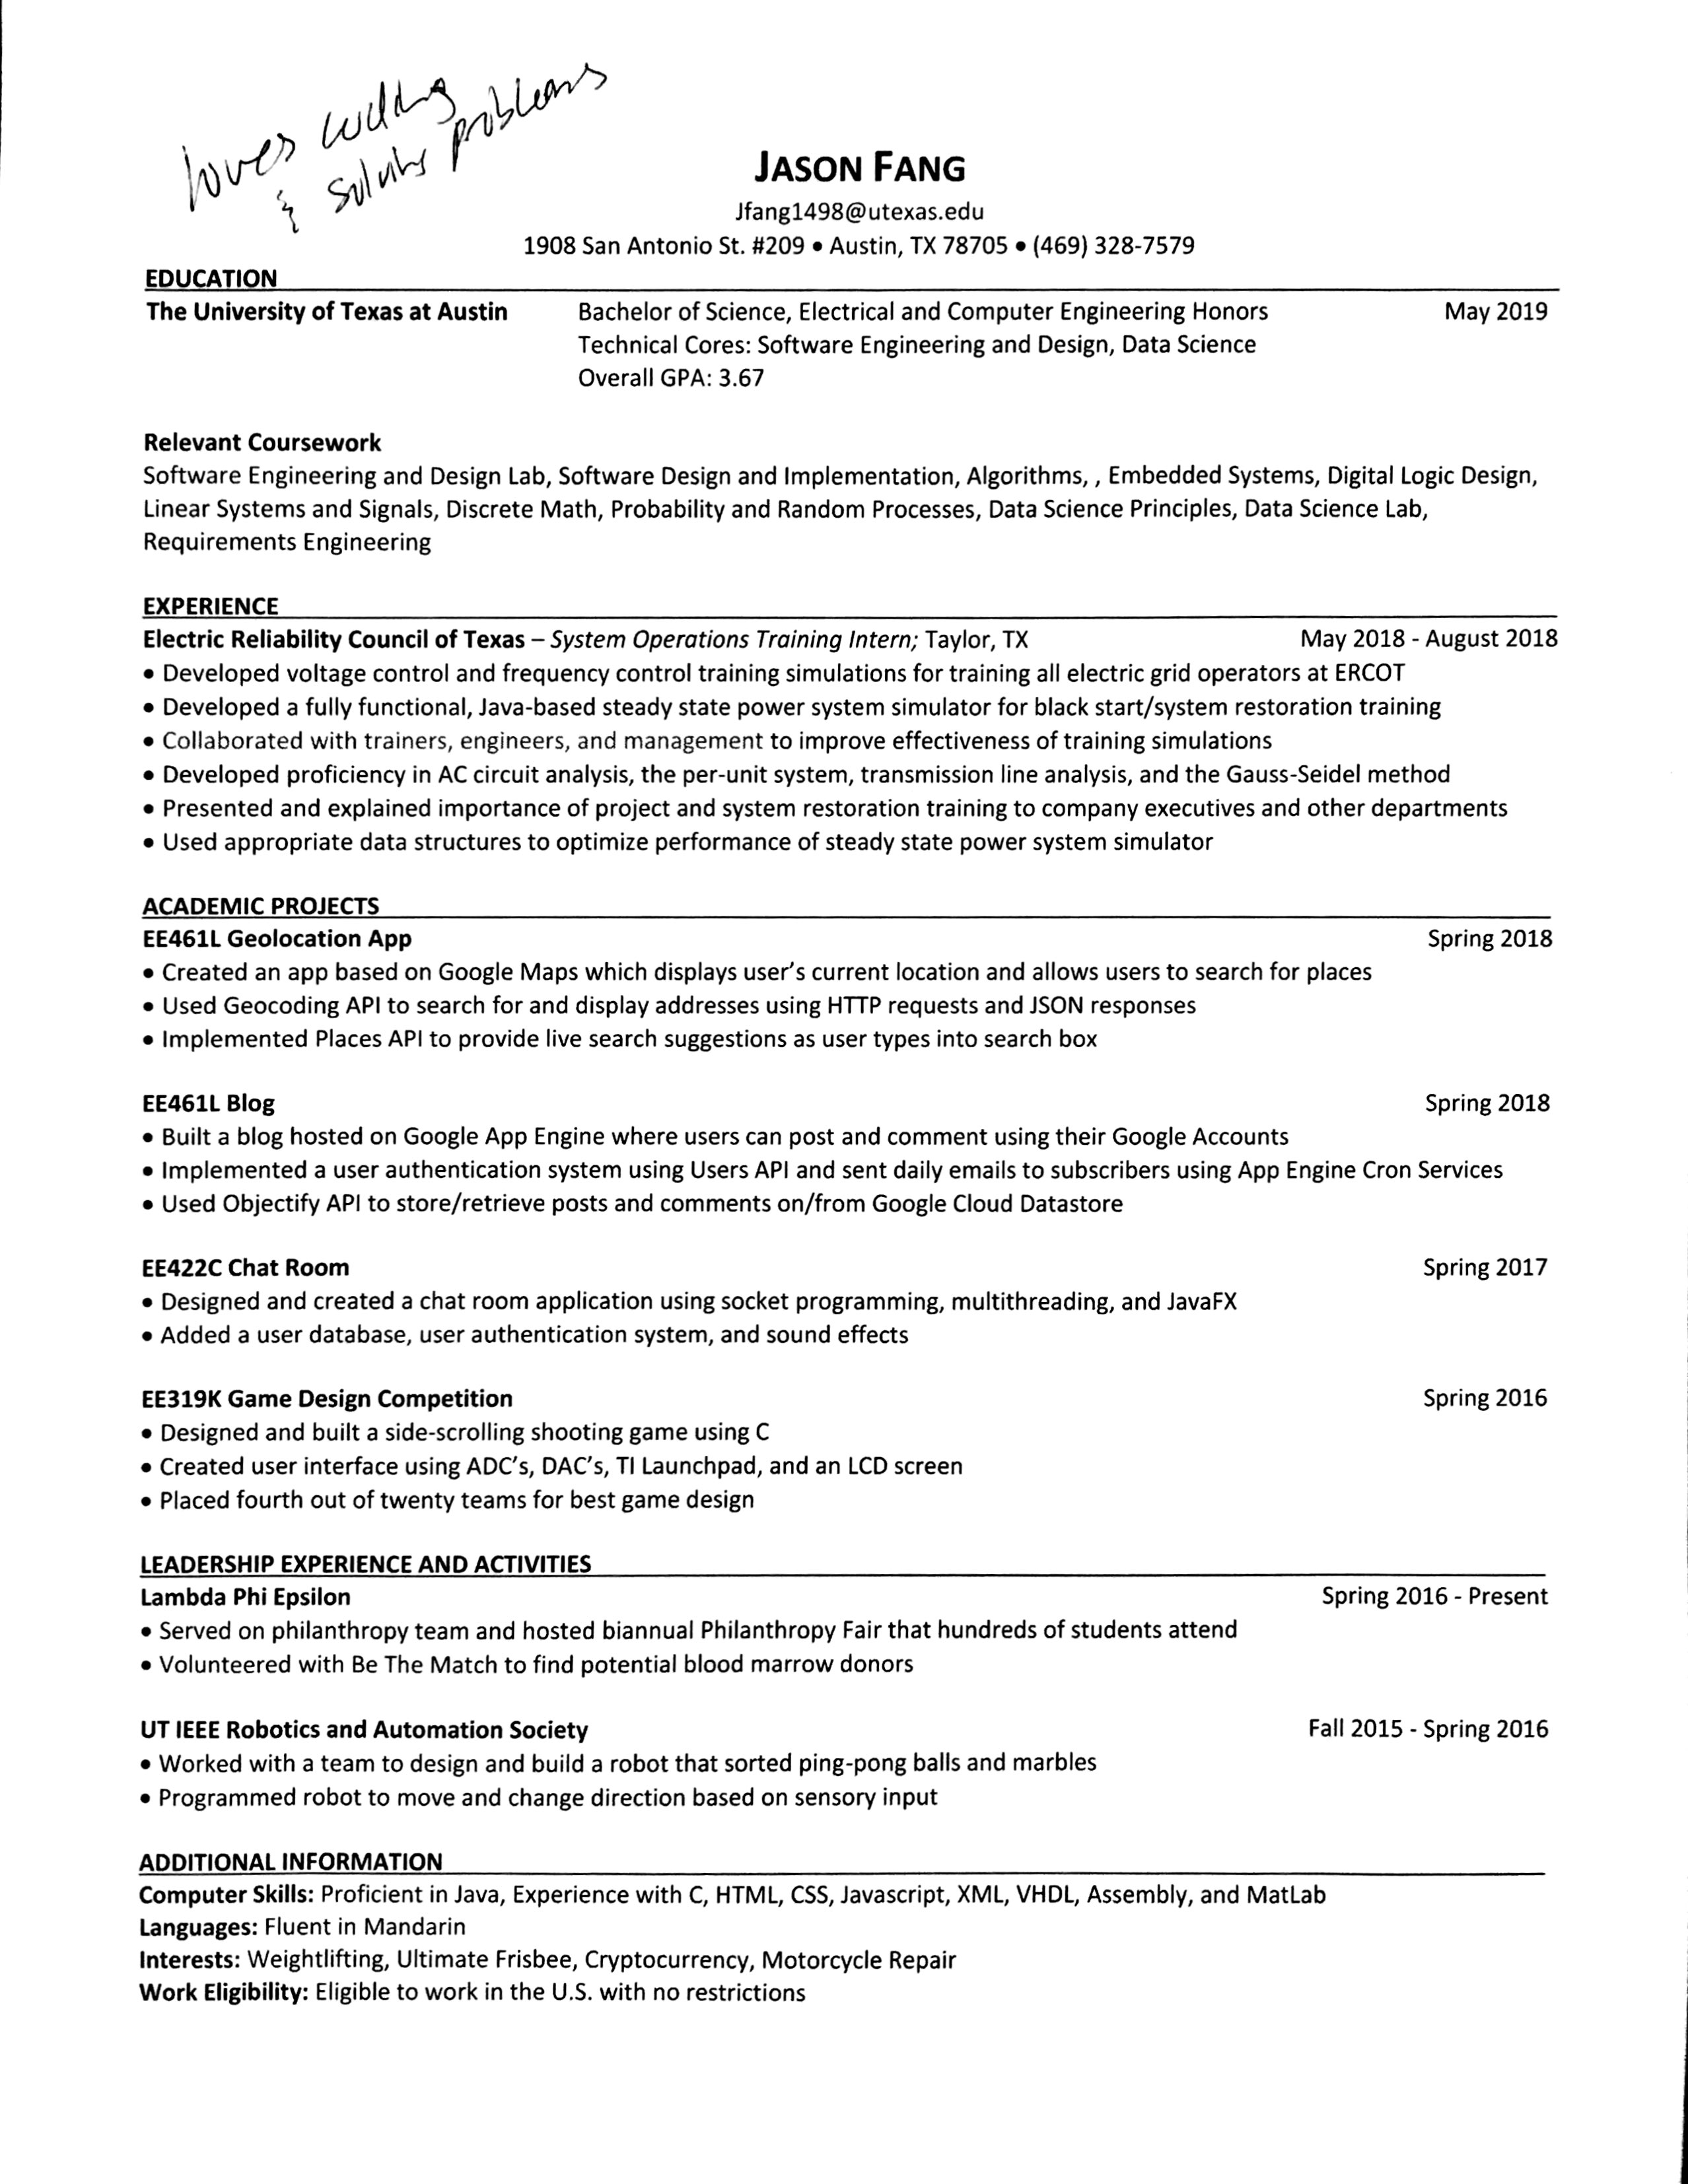 loves coding
& solving problems
JASON FANG
Jfang1498@utexas.edu
1908 San Antonio St. #209 • Austin, TX 78705 • (469) 328-7579
EDUCATION
The University of Texas at Austin Bachelor of Science, Electrical and Computer Engineering Honors May 2019
Technical Cores: Software Engineering and Design, Data Science
Overall GPA: 3.67
Relevant Coursework
Software Engineering and Design Lab, Software Design and Implementation, Algorithms, , Embedded Systems, Digital Logic Design,
Linear Systems and Signals, Discrete Math, Probability and Random Processes, Data Science Principles, Data Science Lab,
Requirements Engineering
EXPERIENCE
Electric Reliability Council of Texas – System Operations Training Intern; Taylor, TX May 2018 - August 2018
• Developed voltage control and frequency control training simulations for training all electric grid operators at ERCOT
• Developed a fully functional, Java-based steady state power system simulator for black start/system restoration training
• Collaborated with trainers, engineers, and management to improve effectiveness of training simulations
• Developed proficiency in AC circuit analysis, the per-unit system, transmission line analysis, and the Gauss-Seidel method
• Presented and explained importance of project and system restoration training to company executives and other departments
• Used appropriate data structures to optimize performance of steady state power system simulator
ACADEMIC PROJECTS
EE461L Geolocation App Spring 2018
• Created an app based on Google Maps which displays user's current location and allows users to search for places
• Used Geocoding API to search for and display addresses using HTTP requests and JSON responses
• Implemented Places API to provide live search suggestions as user types into search box
EE461L Blog Spring 2018
• Built a blog hosted on Google App Engine where users can post and comment using their Google Accounts
• Implemented a user authentication system using Users API and sent daily emails to subscribers using App Engine Cron Services
• Used Objectify API to store/retrieve posts and comments on/from Google Cloud Datastore
EE422C Chat Room Spring 2017
• Designed and created a chat room application using socket programming, multithreading, and JavaFX
• Added a user database, user authentication system, and sound effects
EE319K Game Design Competition Spring 2016
• Designed and built a side-scrolling shooting game using C
• Created user interface using ADC's, DAC's, TI Launchpad, and an LCD screen
• Placed fourth out of twenty teams for best game design
LEADERSHIP EXPERIENCE AND ACTIVITIES
Lambda Phi Epsilon Spring 2016 - Present
• Served on philanthropy team and hosted biannual Philanthropy Fair that hundreds of students attend
• Volunteered with Be The Match to find potential blood marrow donors
UT IEEE Robotics and Automation Society Fall 2015 - Spring 2016
• Worked with a team to design and build a robot that sorted ping-pong balls and marbles
• Programmed robot to move and change direction based on sensory input
ADDITIONAL INFORMATION
Computer Skills: Proficient in Java, Experience with C, HTML, CSS, Javascript, XML, VHDL, Assembly, and MatLab
Languages: Fluent in Mandarin
Interests: Weightlifting, Ultimate Frisbee, Cryptocurrency, Motorcycle Repair
Work Eligibility: Eligible to work in the U.S. with no restrictions